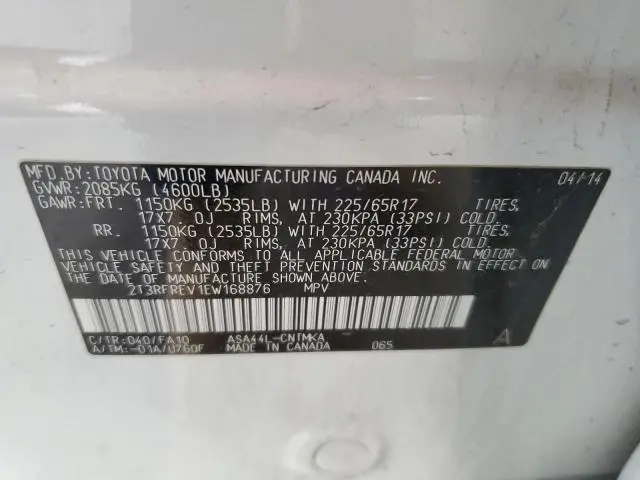 MFD.BY:TOYOTA MOTOR MANUFACTURING CANADA INC. 04/14
GVWR:2085KG (4600LB)
GAWR:FRT. 1150KG (2535LB) WITH 225/65R17 TIRES,
17X7.0J RIMS, AT 230KPA (33PSI) COLD.
RR. 1150KG (2535LB) WITH 225/65R17 TIRES,
17X7.0J RIMS, AT 230KPA (33PSI) COLD.
THIS VEHICLE CONFORMS TO ALL APPLICABLE FEDERAL MOTOR
VEHICLE SAFETY AND THEFT PREVENTION STANDARDS IN EFFECT ON
THE DATE OF MANUFACTURE SHOWN ABOVE.
2T3RFREV1EW168876 MPV
C/TR:040/FA10 ASA44L-CNTMKA A
A/TM:-01A/U760F MADE IN CANADA 065